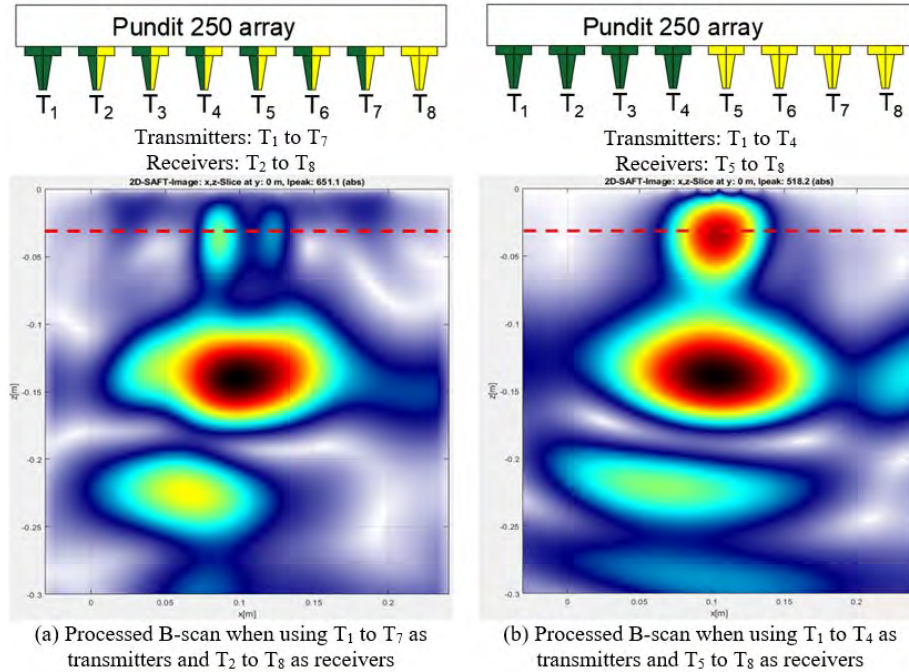 Pundit 250 array
T1 T2 T3 T4 T5 T6 T7 T8
Transmitters: T1 to T7
Receivers: T2 to T8
2D-SAFT-Image: x,z-Slice at y: 0 m, Ipeak: 651.1 (abs)
0
-0.05
-0.1
-0.15
-0.2
-0.25
-0.3
z[m]
0 0.05 0.1 0.15 0.2
x[m]
(a) Processed B-scan when using T1 to T7 as
transmitters and T2 to T8 as receivers
Pundit 250 array
T1 T2 T3 T4 T5 T6 T7 T8
Transmitters: T1 to T4
Receivers: T5 to T8
2D-SAFT-Image: x,z-Slice at y: 0 m, Ipeak: 518.2 (abs)
0
-0.05
-0.1
-0.15
-0.2
-0.25
-0.3
z[m]
0 0.05 0.1 0.15 0.2
x[m]
(b) Processed B-scan when using T1 to T4 as
transmitters and T5 to T8 as receivers